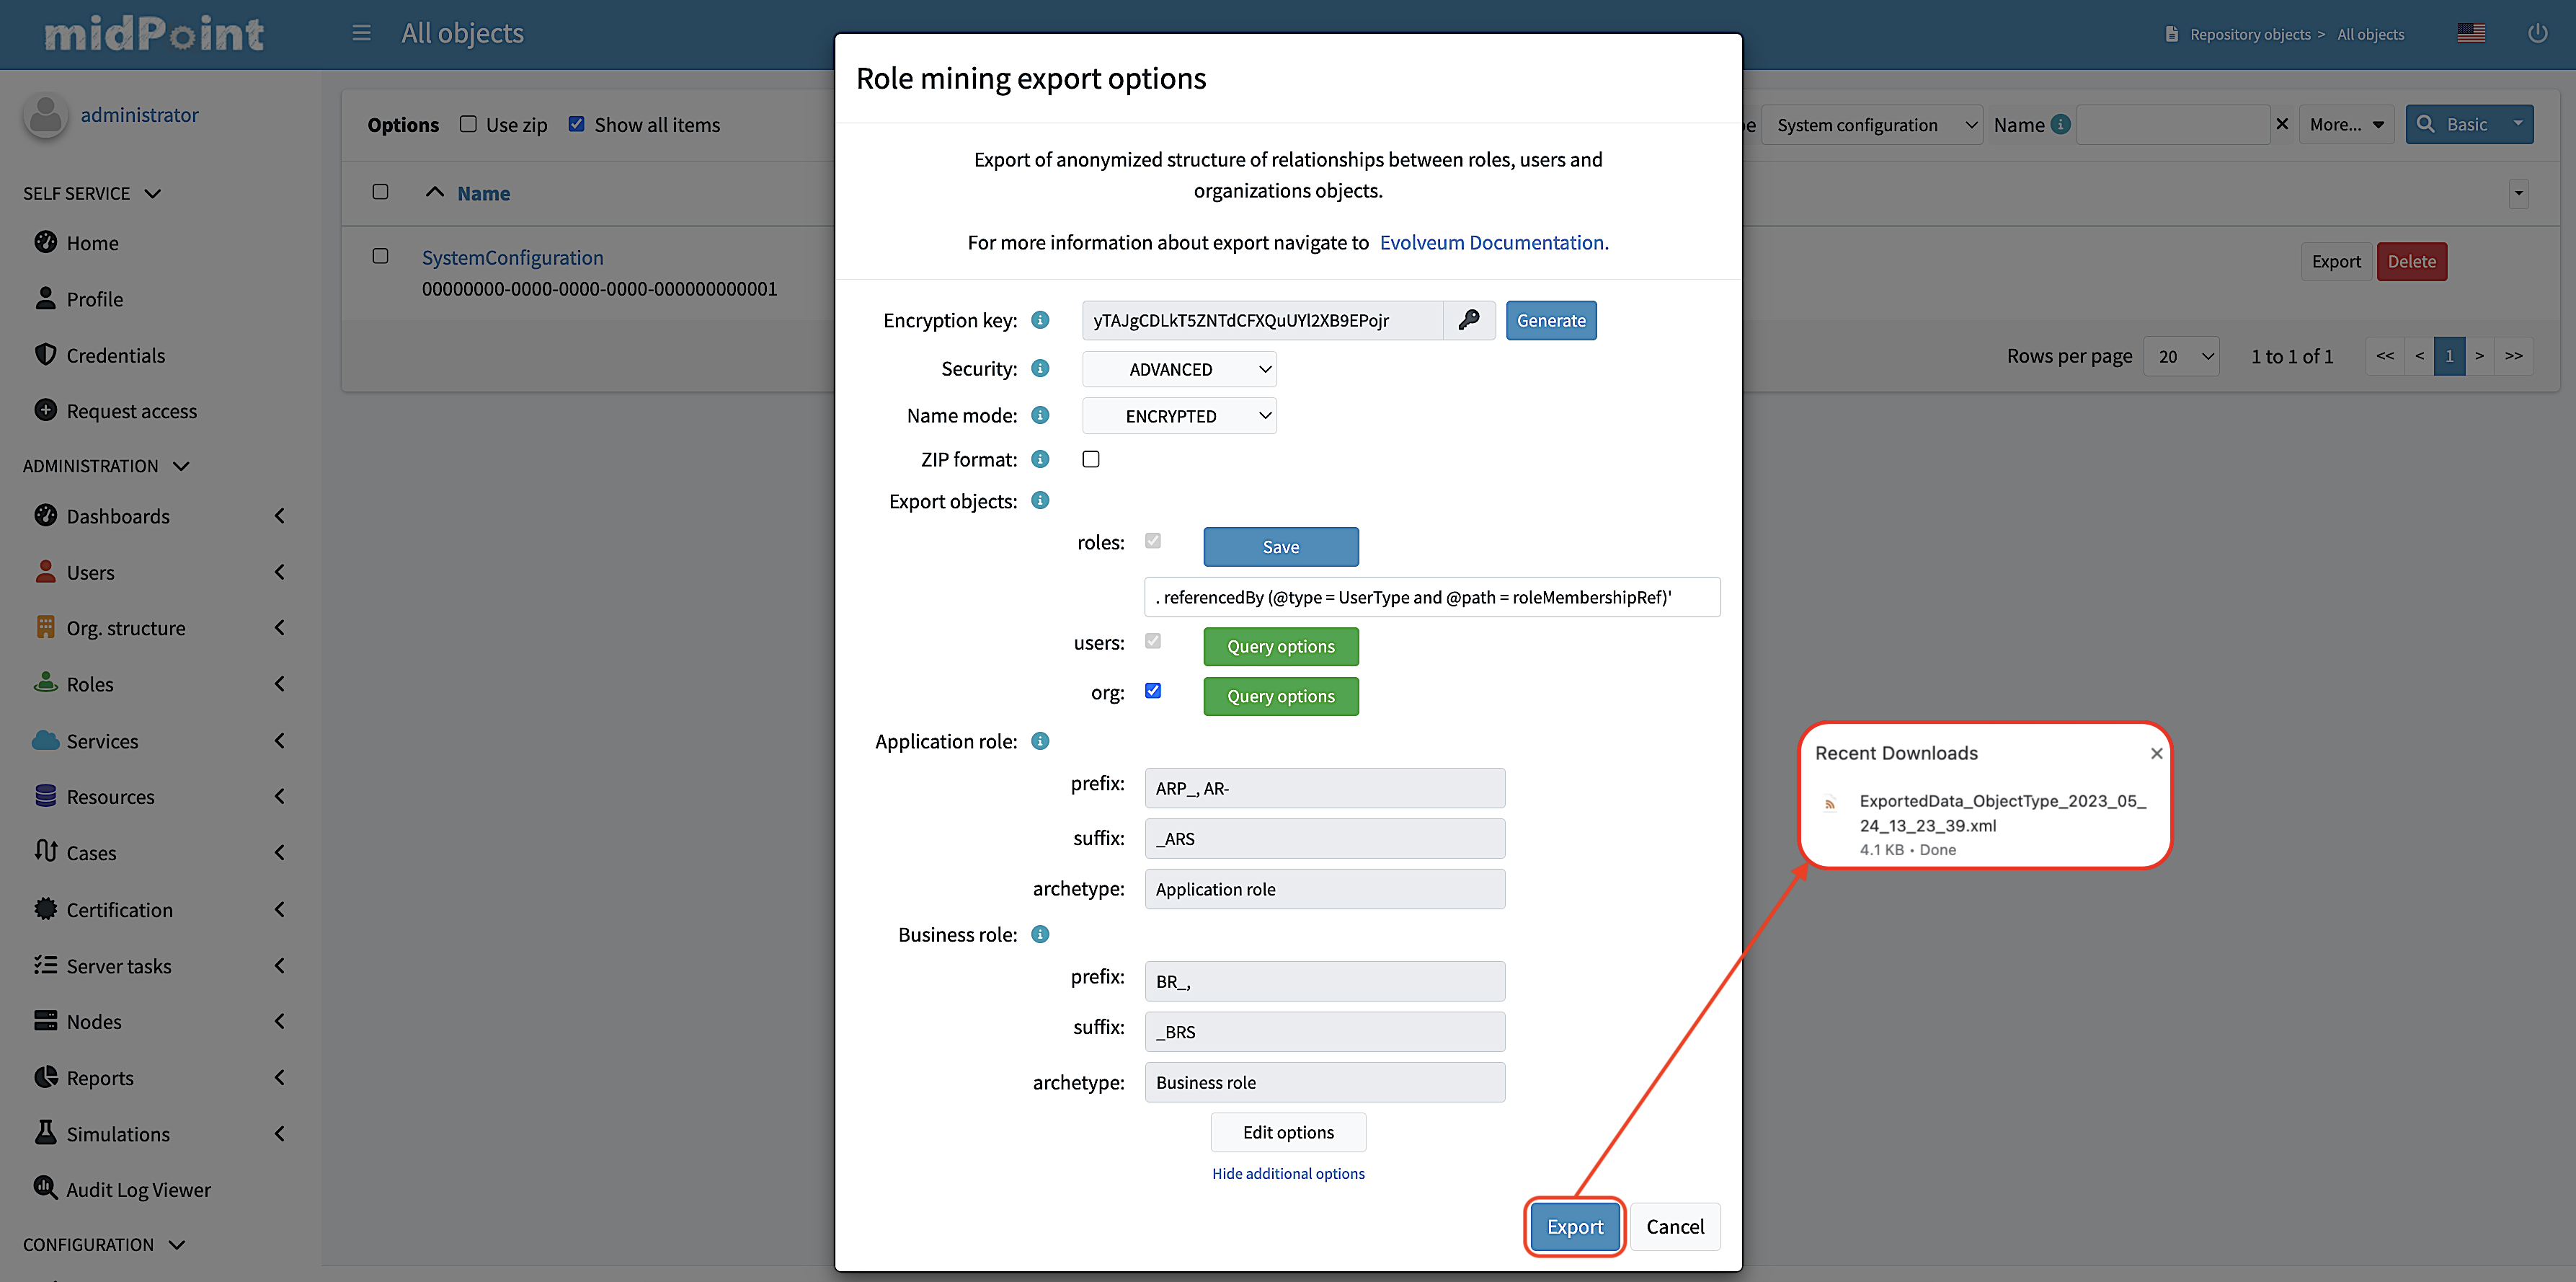 midPoint
All objects
Repository objects > All objects
administrator
SELF SERVICE
Home
Profile
Credentials
Request access
ADMINISTRATION
Dashboards
Users
Org. structure
Roles
Services
Resources
Cases
Certification
Server tasks
Nodes
Reports
Simulations
Audit Log Viewer
CONFIGURATION
Options Use zip Show all items
System configuration Name More... Basic
Name
SystemConfiguration
00000000-0000-0000-0000-000000000001
Export Delete
Rows per page 20 1 to 1 of 1 << < 1 > >>
Role mining export options
Export of anonymized structure of relationships between roles, users and
organizations objects.
For more information about export navigate to Evolveum Documentation.
Encryption key: yTAJgCDLkT5ZNTdCFXQuUYl2XB9EPojr Generate
Security: ADVANCED
Name mode: ENCRYPTED
ZIP format:
Export objects:
roles: Save
. referencedBy (@type = UserType and @path = roleMembershipRef)'
users: Query options
org: Query options
Application role:
prefix: ARP_, AR-
suffix: _ARS
archetype: Application role
Business role:
prefix: BR_,
suffix: _BRS
archetype: Business role
Edit options
Hide additional options
Export Cancel
Recent Downloads
ExportedData_ObjectType_2023_05_
24_13_23_39.xml
4.1 KB • Done